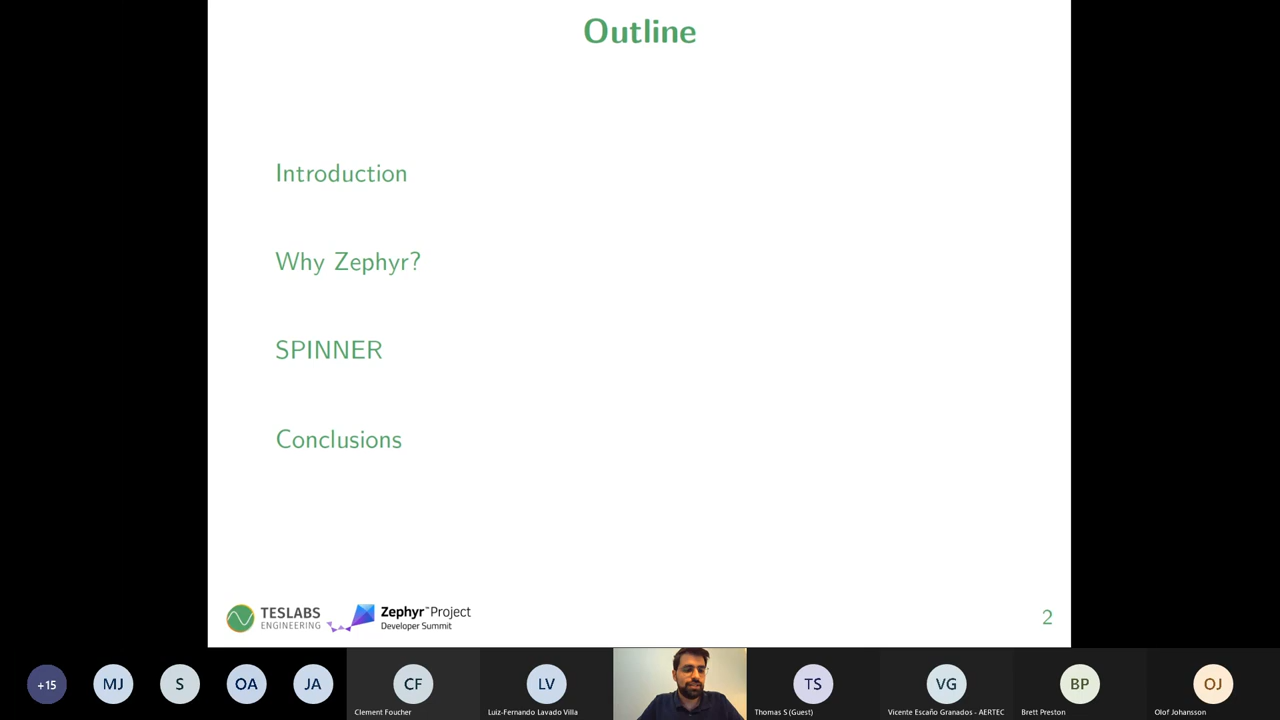 Outline
Introduction
Why Zephyr?
SPINNER
Conclusions
TESLABS
ENGINEERING
Zephyr™Project
Developer Summit
2
+15
MJ
S
OA
JA
CF
LV
TS
VG
BP
OJ
Clement Foucher
Luiz-Fernando Lavado Villa
Thomas S (Guest)
Vicente Escaño Granados - AERTEC
Brett Preston
Olof Johansson